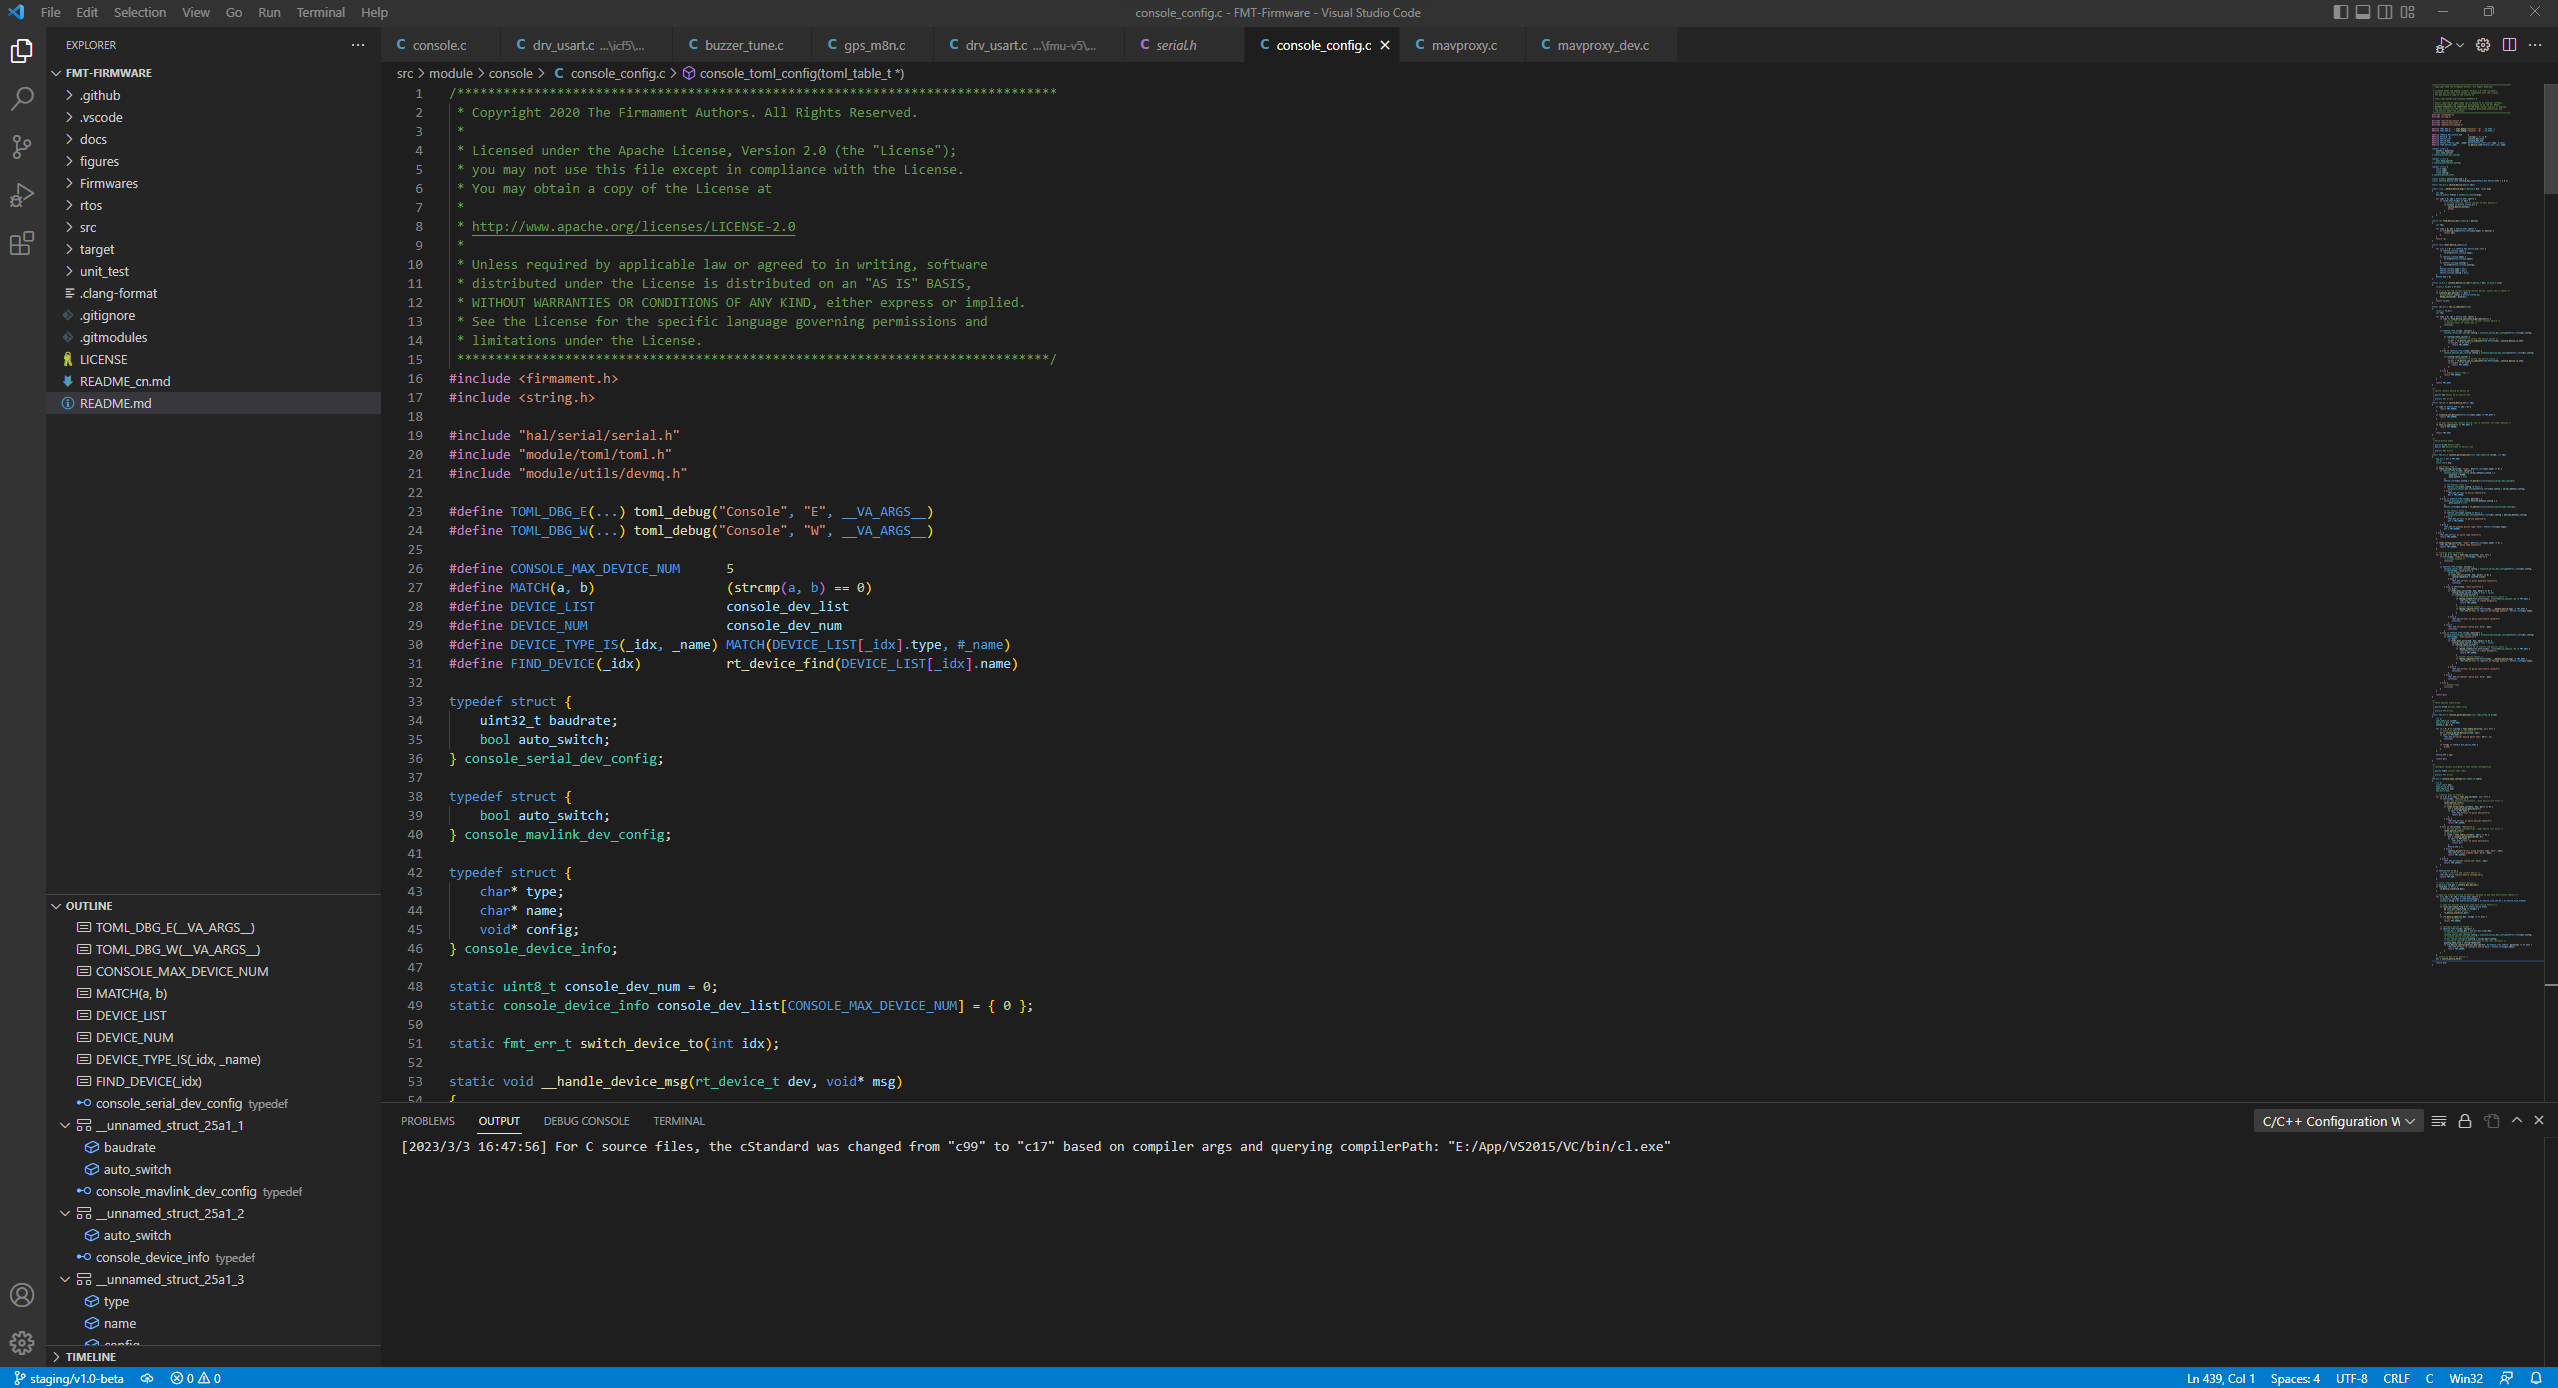 File Edit Selection View Go Run Terminal Help
console_config.c - FMT-Firmware - Visual Studio Code
EXPLORER
FMT-FIRMWARE
.github
.vscode
docs
figures
Firmwares
rtos
src
target
unit_test
.clang-format
.gitignore
.gitmodules
LICENSE
README_cn.md
README.md
OUTLINE
TOML_DBG_E(__VA_ARGS__)
TOML_DBG_W(__VA_ARGS__)
CONSOLE_MAX_DEVICE_NUM
MATCH(a, b)
DEVICE_LIST
DEVICE_NUM
DEVICE_TYPE_IS(_idx, _name)
FIND_DEVICE(_idx)
console_serial_dev_config typedef
__unnamed_struct_25a1_1
baudrate
auto_switch
console_mavlink_dev_config typedef
__unnamed_struct_25a1_2
auto_switch
console_device_info typedef
__unnamed_struct_25a1_3
type
name
config
TIMELINE
C console.c C drv_usart.c ...\icf5\... C buzzer_tune.c C gps_m8n.c C drv_usart.c ...\fmu-v5\... C serial.h C console_config.c C mavproxy.c C mavproxy_dev.c
src > module > console > C console_config.c > console_toml_config(toml_table_t *)
1 /******************************************************************************
2 * Copyright 2020 The Firmament Authors. All Rights Reserved.
3 *
4 * Licensed under the Apache License, Version 2.0 (the "License");
5 * you may not use this file except in compliance with the License.
6 * You may obtain a copy of the License at
7 *
8 * http://www.apache.org/licenses/LICENSE-2.0
9 *
10 * Unless required by applicable law or agreed to in writing, software
11 * distributed under the License is distributed on an "AS IS" BASIS,
12 * WITHOUT WARRANTIES OR CONDITIONS OF ANY KIND, either express or implied.
13 * See the License for the specific language governing permissions and
14 * limitations under the License.
15 *****************************************************************************/
16 #include <firmament.h>
17 #include <string.h>
18
19 #include "hal/serial/serial.h"
20 #include "module/toml/toml.h"
21 #include "module/utils/devmq.h"
22
23 #define TOML_DBG_E(...) toml_debug("Console", "E", __VA_ARGS__)
24 #define TOML_DBG_W(...) toml_debug("Console", "W", __VA_ARGS__)
25
26 #define CONSOLE_MAX_DEVICE_NUM 5
27 #define MATCH(a, b) (strcmp(a, b) == 0)
28 #define DEVICE_LIST console_dev_list
29 #define DEVICE_NUM console_dev_num
30 #define DEVICE_TYPE_IS(_idx, _name) MATCH(DEVICE_LIST[_idx].type, #_name)
31 #define FIND_DEVICE(_idx) rt_device_find(DEVICE_LIST[_idx].name)
32
33 typedef struct {
34 uint32_t baudrate;
35 bool auto_switch;
36 } console_serial_dev_config;
37
38 typedef struct {
39 bool auto_switch;
40 } console_mavlink_dev_config;
41
42 typedef struct {
43 char* type;
44 char* name;
45 void* config;
46 } console_device_info;
47
48 static uint8_t console_dev_num = 0;
49 static console_device_info console_dev_list[CONSOLE_MAX_DEVICE_NUM] = { 0 };
50
51 static fmt_err_t switch_device_to(int idx);
52
53 static void __handle_device_msg(rt_device_t dev, void* msg)
54 {
PROBLEMS OUTPUT DEBUG CONSOLE TERMINAL
C/C++ Configuration W
[2023/3/3 16:47:56] For C source files, the cStandard was changed from "c99" to "c17" based on compiler args and querying compilerPath: "E:/App/VS2015/VC/bin/cl.exe"
staging/v1.0-beta 0 0
Ln 439, Col 1 Spaces: 4 UTF-8 CRLF C Win32